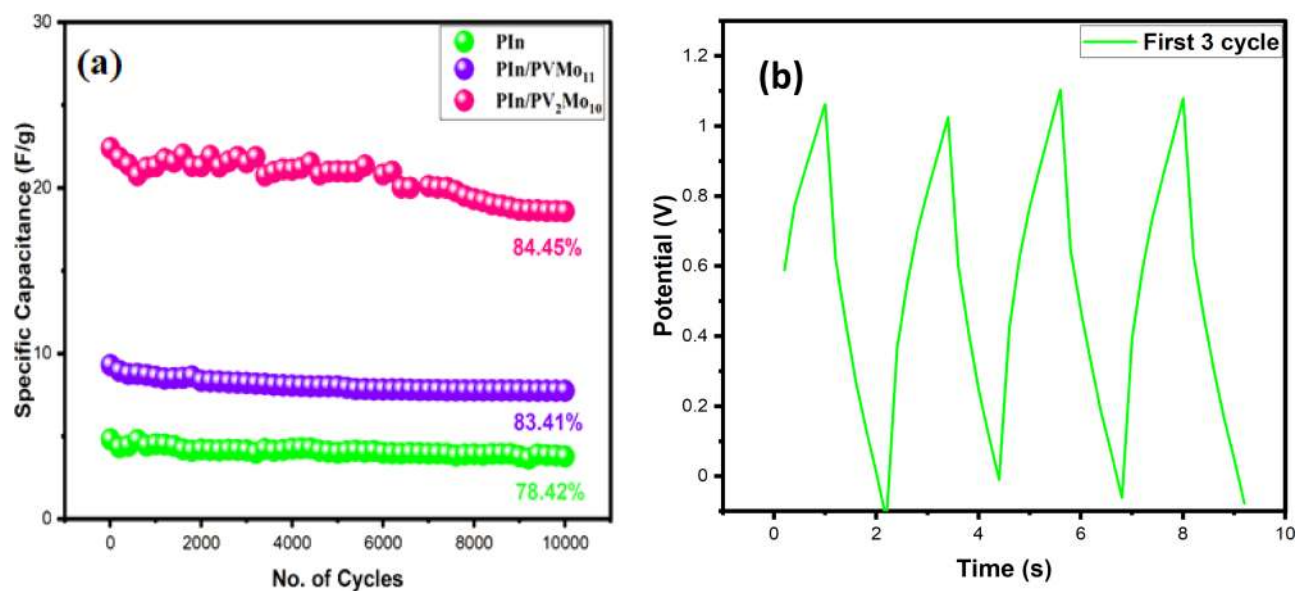 (a)
PIn
PIn/PVMo₁₁
PIn/PV₂Mo₁₀
Specific Capacitance (F/g)
30
20
10
0
84.45%
83.41%
78.42%
0 2000 4000 6000 8000 10000
No. of Cycles
(b)
First 3 cycle
Potential (V)
1.2
1
0.8
0.6
0.4
0.2
0
0 2 4 6 8 10
Time (s)